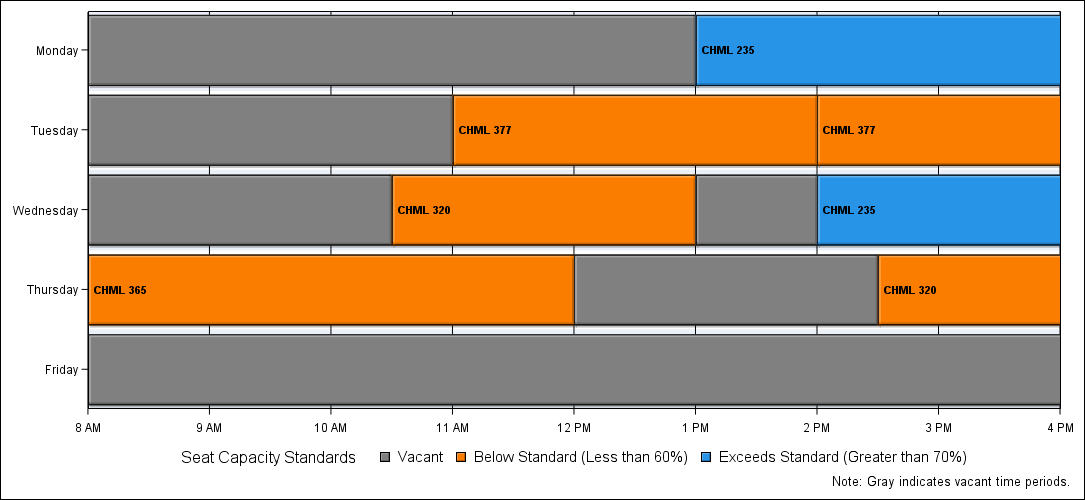 Monday
CHML 235
Tuesday
CHML 377
CHML 377
Wednesday
CHML 320
CHML 235
Thursday
CHML 365
CHML 320
Friday
8 AM 9 AM 10 AM 11 AM 12 PM 1 PM 2 PM 3 PM 4 PM
Seat Capacity Standards Vacant Below Standard (Less than 60%) Exceeds Standard (Greater than 70%)
Note: Gray indicates vacant time periods.